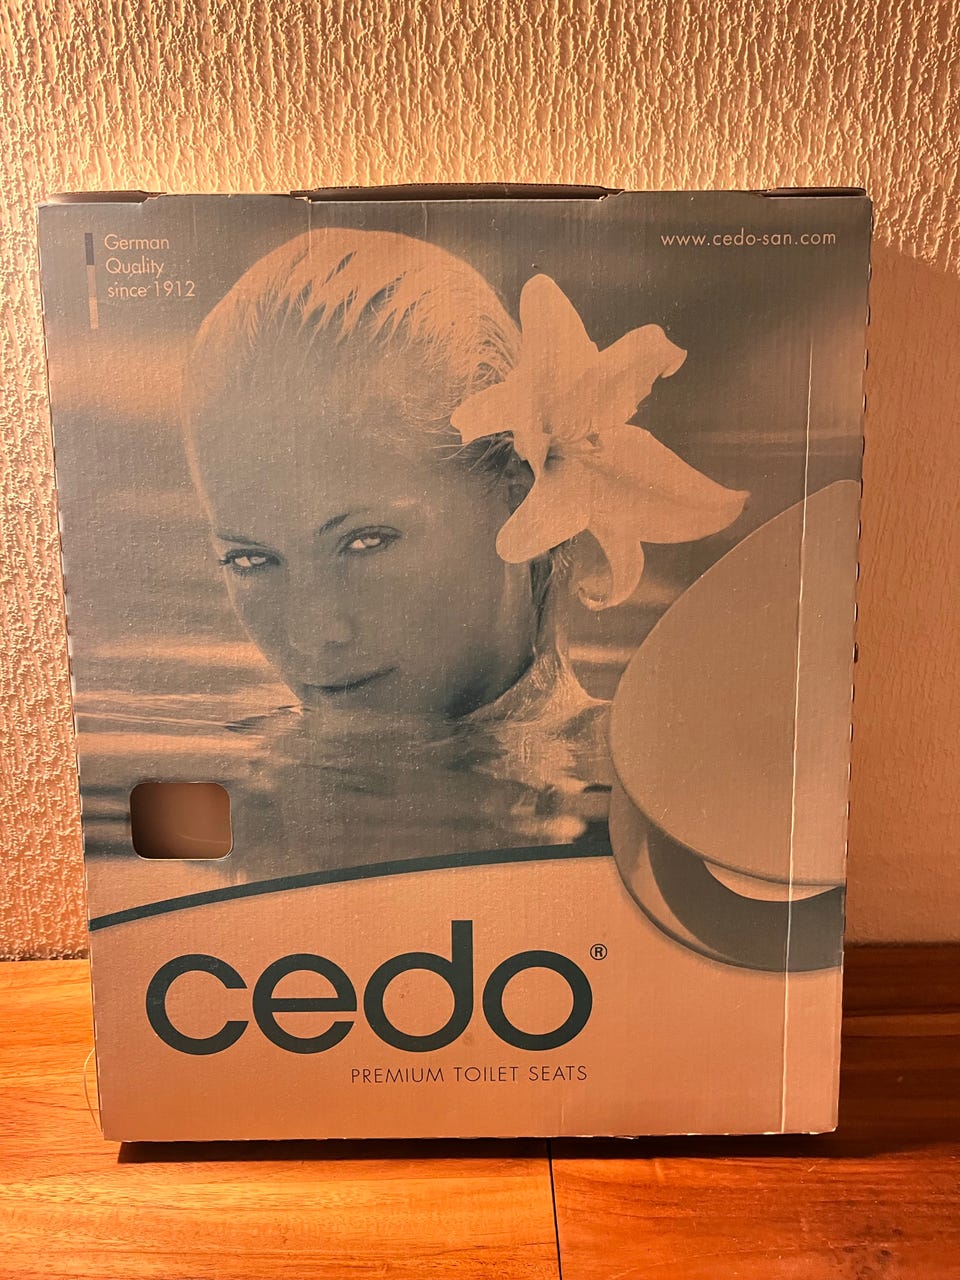 German
Quality
since 1912
www.cedo-san.com
cedo®
PREMIUM TOILET SEATS